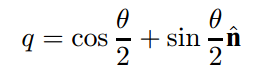 q = cos θ/2 + sin θ/2 n̂